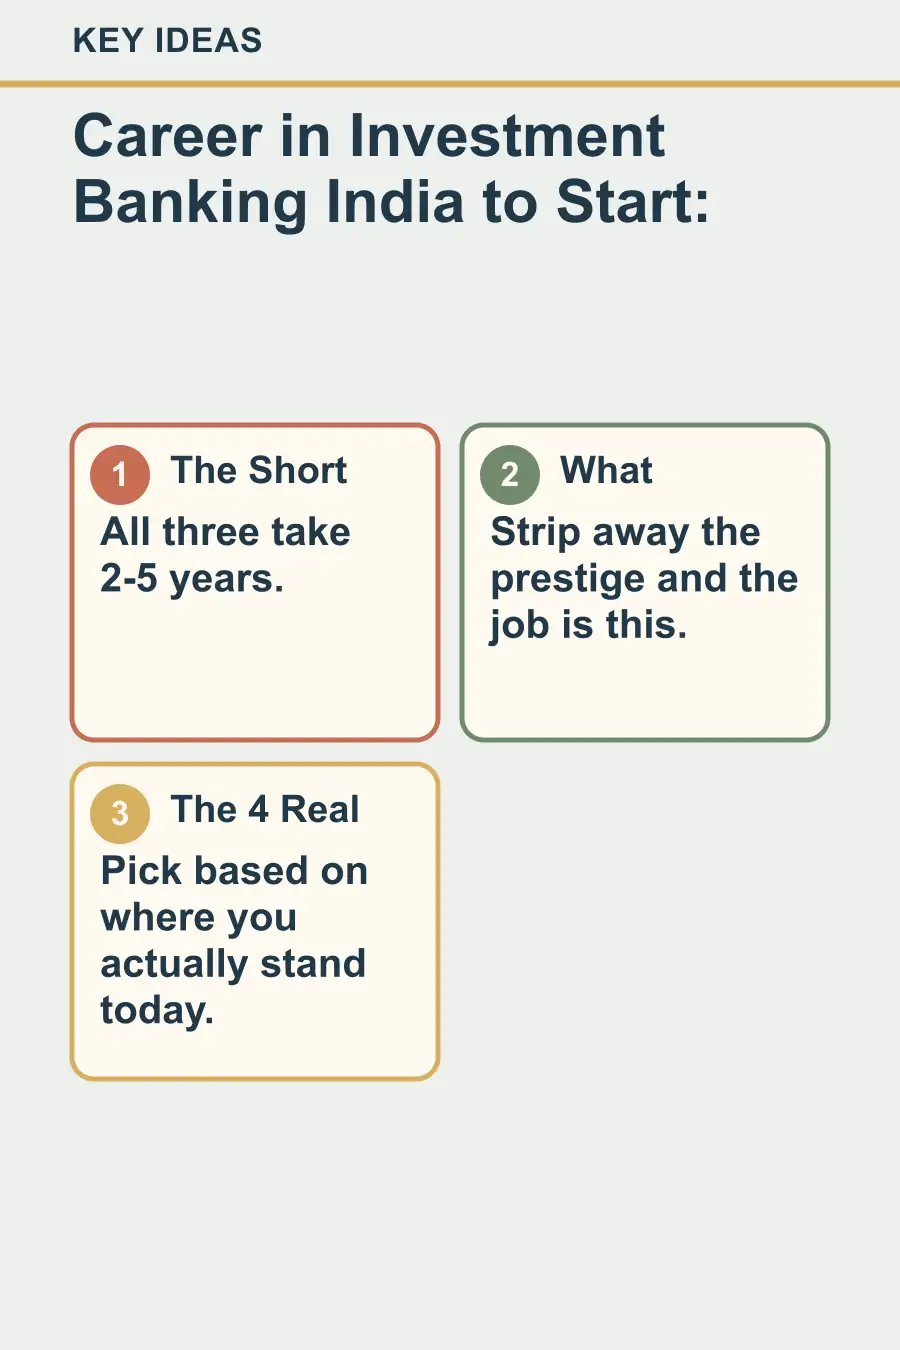 KEY IDEAS
Career in Investment
Banking India to Start:
1 The Short
All three take
2-5 years.
2 What
Strip away the
prestige and the
job is this.
3 The 4 Real
Pick based on
where you
actually stand
today.